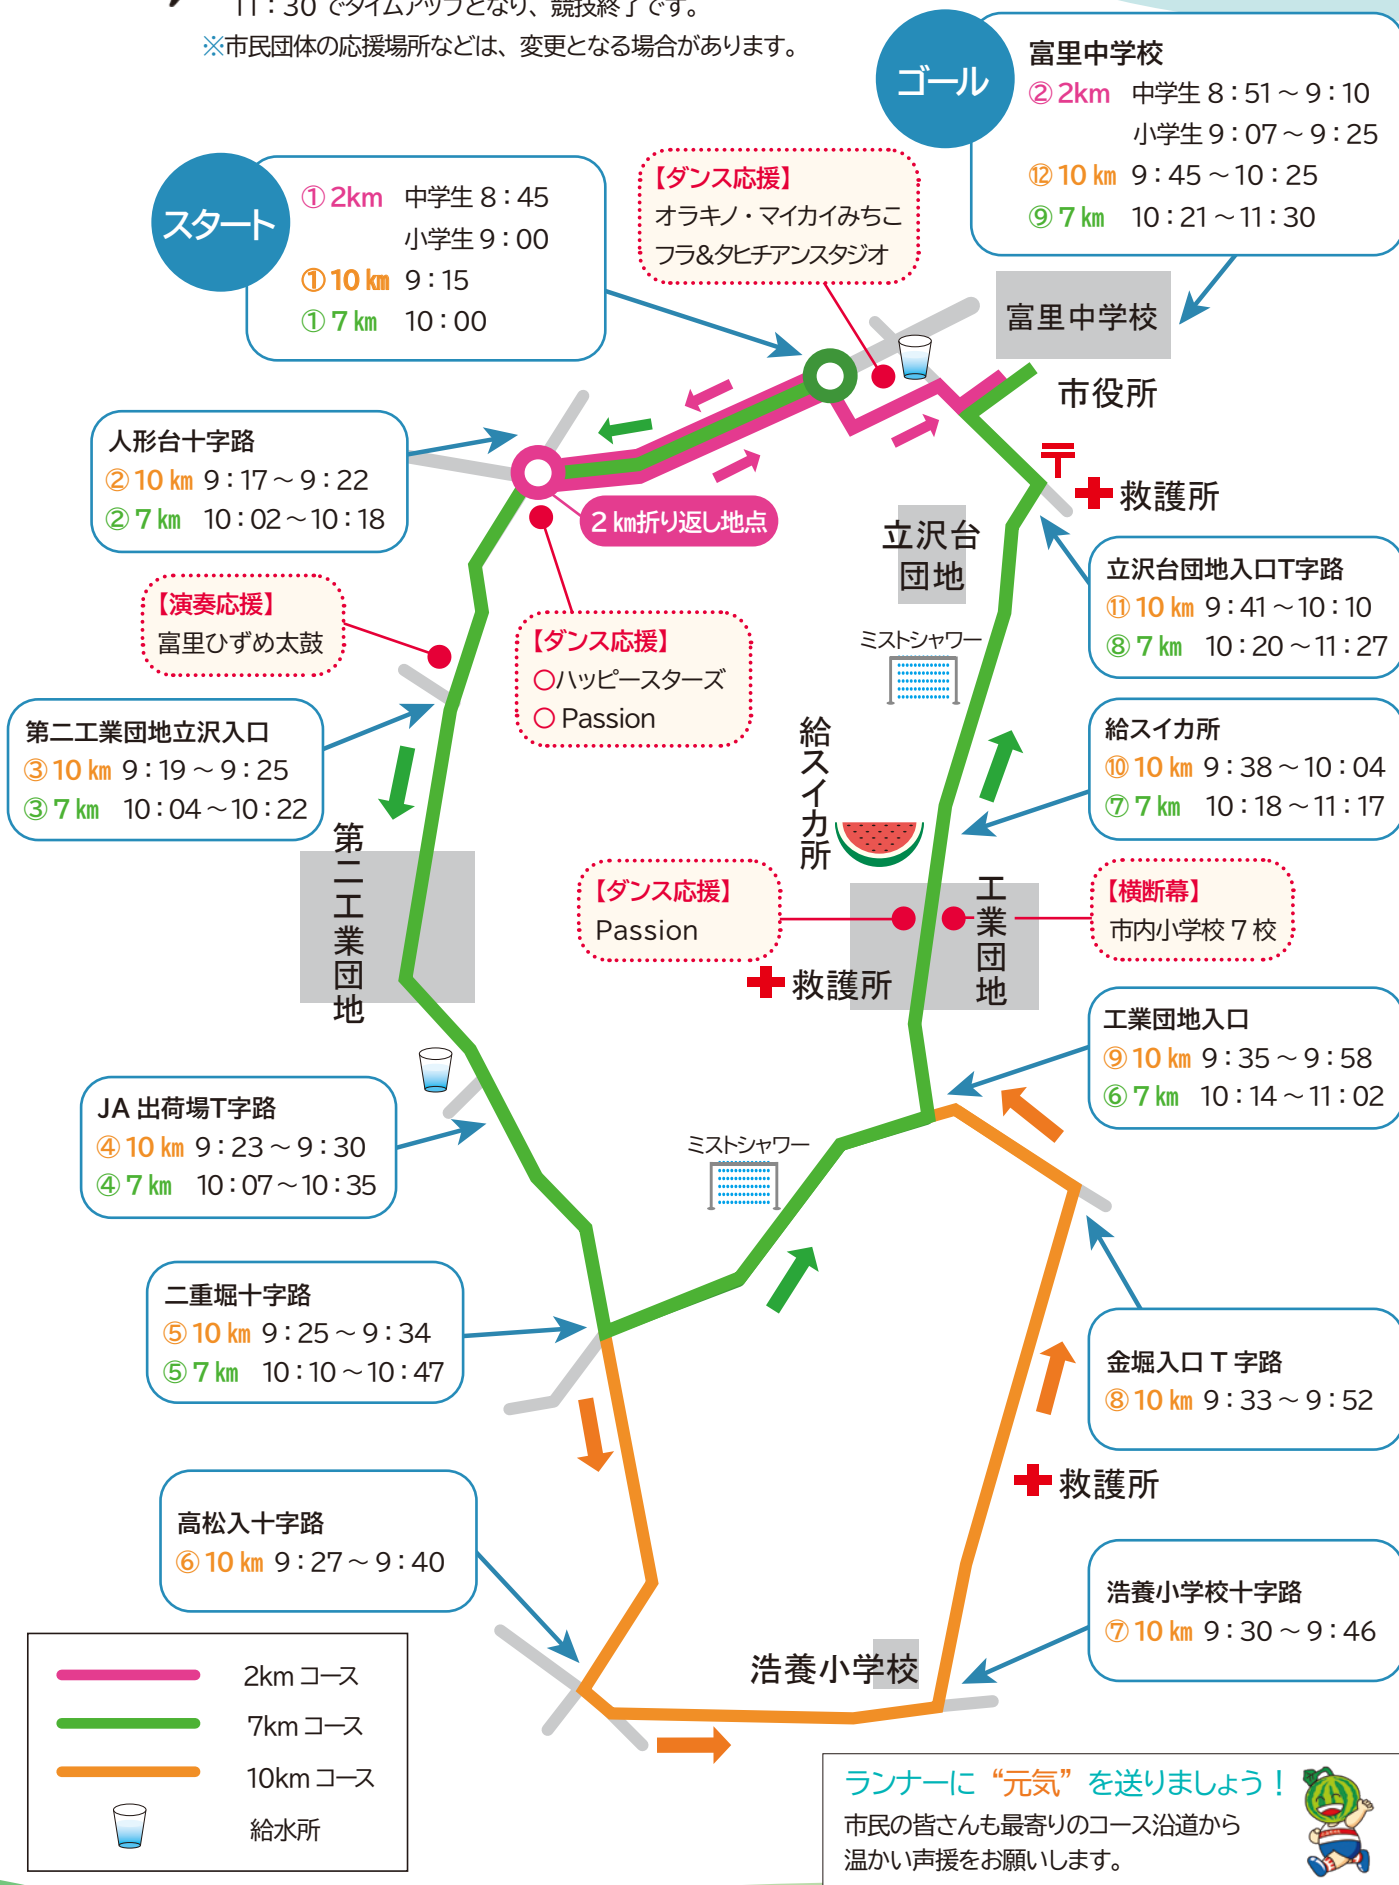 11：30 でタイムアップとなり、競技終了です。
※市民団体の応援場所などは、変更となる場合があります。
ゴール
富里中学校
② 2km 中学生 8：51～9：10
小学生 9：07～9：25
⑫ 10 ㎞ 9：45～10：25
⑨ 7 ㎞ 10：21～11：30
スタート
① 2km 中学生 8：45
小学生 9：00
① 10 ㎞ 9：15
① 7 ㎞ 10：00
【ダンス応援】
オラキノ・マイカイみちこ
フラ&タヒチアンスタジオ
富里中学校
市役所
人形台十字路
② 10 ㎞ 9：17～9：22
② 7 ㎞ 10：02～10：18
2 ㎞折り返し地点
救護所
立沢台
団地
立沢台団地入口T字路
⑪ 10 ㎞ 9：41～10：10
⑧ 7 ㎞ 10：20～11：27
【演奏応援】
富里ひずめ太鼓
【ダンス応援】
○ハッピースターズ
○ Passion
ミストシャワー
第二工業団地立沢入口
③ 10 ㎞ 9：19～9：25
③ 7 ㎞ 10：04～10：22
給スイカ所
給スイカ所
⑩ 10 ㎞ 9：38～10：04
⑦ 7 ㎞ 10：18～11：17
第二工業団地
【ダンス応援】
Passion
工業団地
【横断幕】
市内小学校 7 校
救護所
工業団地入口
⑨ 10 ㎞ 9：35～9：58
⑥ 7 ㎞ 10：14～11：02
JA 出荷場T字路
④ 10 ㎞ 9：23～9：30
④ 7 ㎞ 10：07～10：35
ミストシャワー
二重堀十字路
⑤ 10 ㎞ 9：25～9：34
⑤ 7 ㎞ 10：10～10：47
金堀入口 T 字路
⑧ 10 ㎞ 9：33～9：52
救護所
高松入十字路
⑥ 10 ㎞ 9：27～9：40
浩養小学校十字路
⑦ 10 ㎞ 9：30～9：46
浩養小学校
2km コース
7km コース
10km コース
給水所
ランナーに “元気” を送りましょう！
市民の皆さんも最寄りのコース沿道から
温かい声援をお願いします。